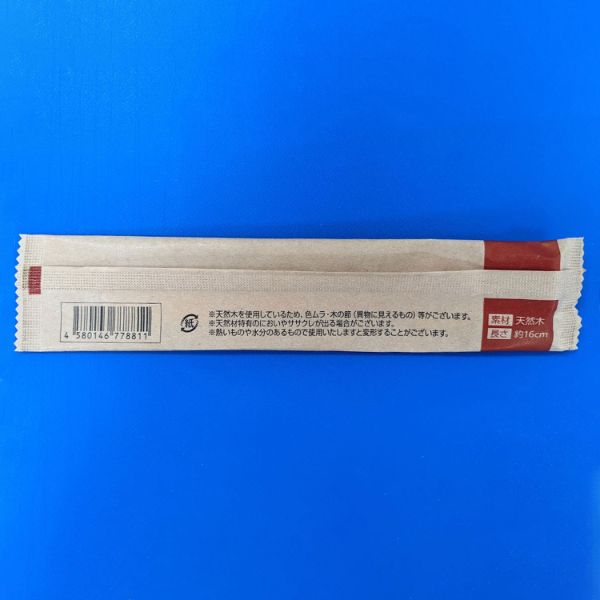 4 580146 778811
紙
※天然木を使用しているため、色ムラ・木の節（異物に見えるもの）等がございます。
※天然材特有のにおいやササクレが出る場合がございます。
※熱いものや水分のあるもので使用いたしますと変形することがございます。
素材 天然木
長さ 約16cm